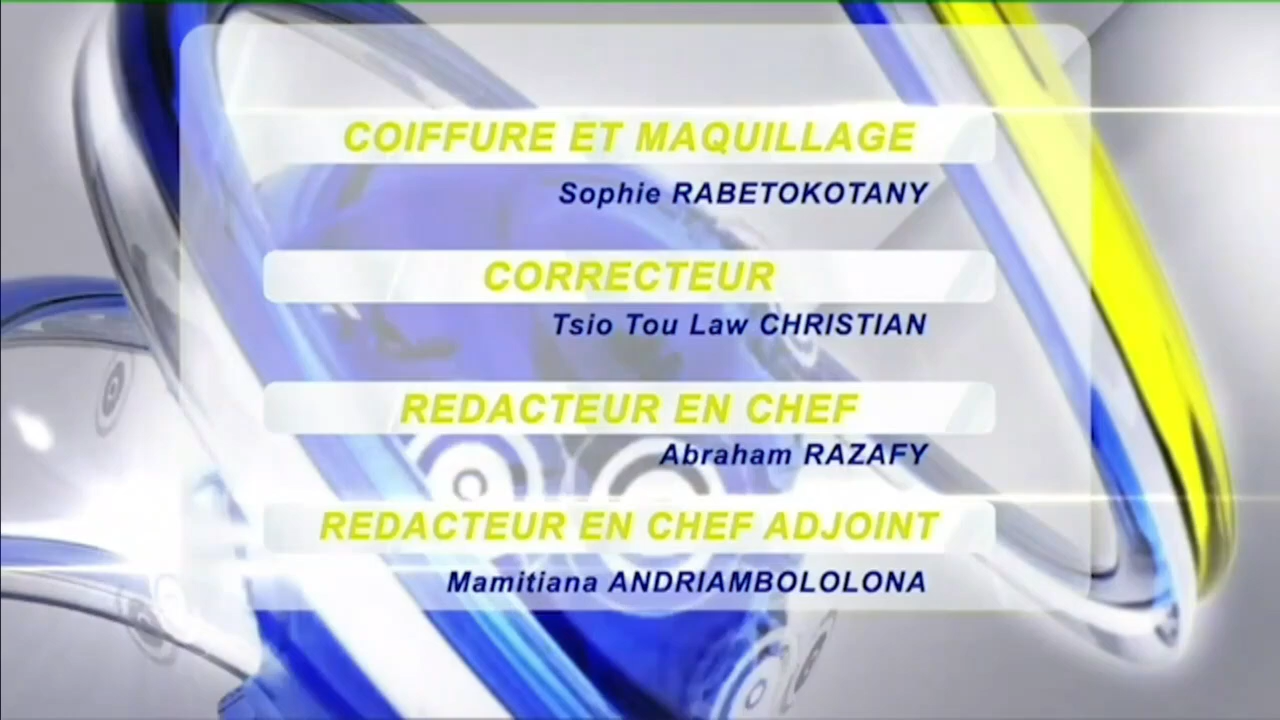 COIFFURE ET MAQUILLAGE
Sophie RABETOKOTANY
CORRECTEUR
Tsio Tou Law CHRISTIAN
REDACTEUR EN CHEF
Abraham RAZAFY
REDACTEUR EN CHEF ADJOINT
Mamitiana ANDRIAMBOLOLONA